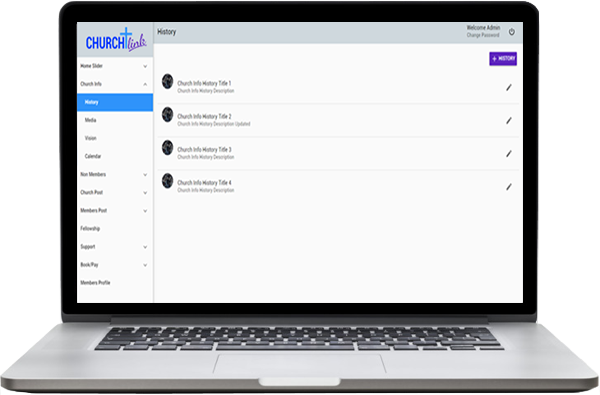 CHURCH link
History
Welcome Admin
Change Password
Home Slider
Church Info
History
Media
Vision
Calendar
Non Members
Church Post
Members Post
Fellowship
Support
Book/Pay
Members Profile
+ HISTORY
Church Info History Title 1
Church Info History Description
Church Info History Title 2
Church Info History Description Updated
Church Info History Title 3
Church Info History Description
Church Info History Title 4
Church Info History Description